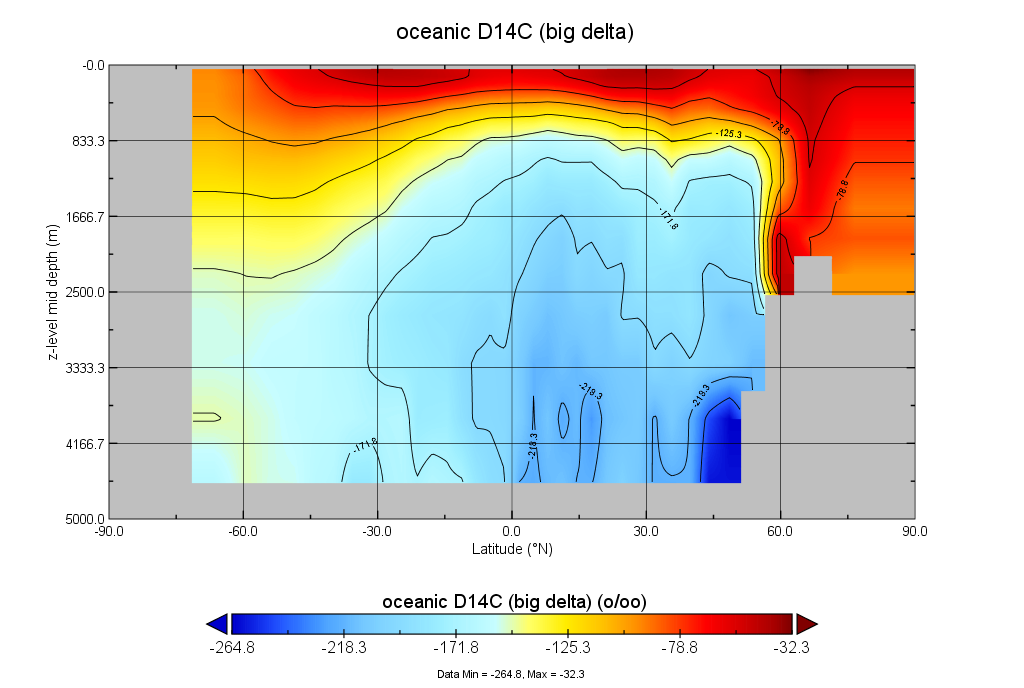 oceanic D14C (big delta)
-0.0
833.3
1666.7
2500.0
3333.3
4166.7
5000.0
z-level mid depth (m)
-78.8
-125.3
-78.8
-171.8
-218.3
-218.3
-171.8
-218.3
-90.0 -60.0 -30.0 0.0 30.0 60.0 90.0
Latitude (°N)
oceanic D14C (big delta) (o/oo)
-264.8 -218.3 -171.8 -125.3 -78.8 -32.3
Data Min = -264.8, Max = -32.3